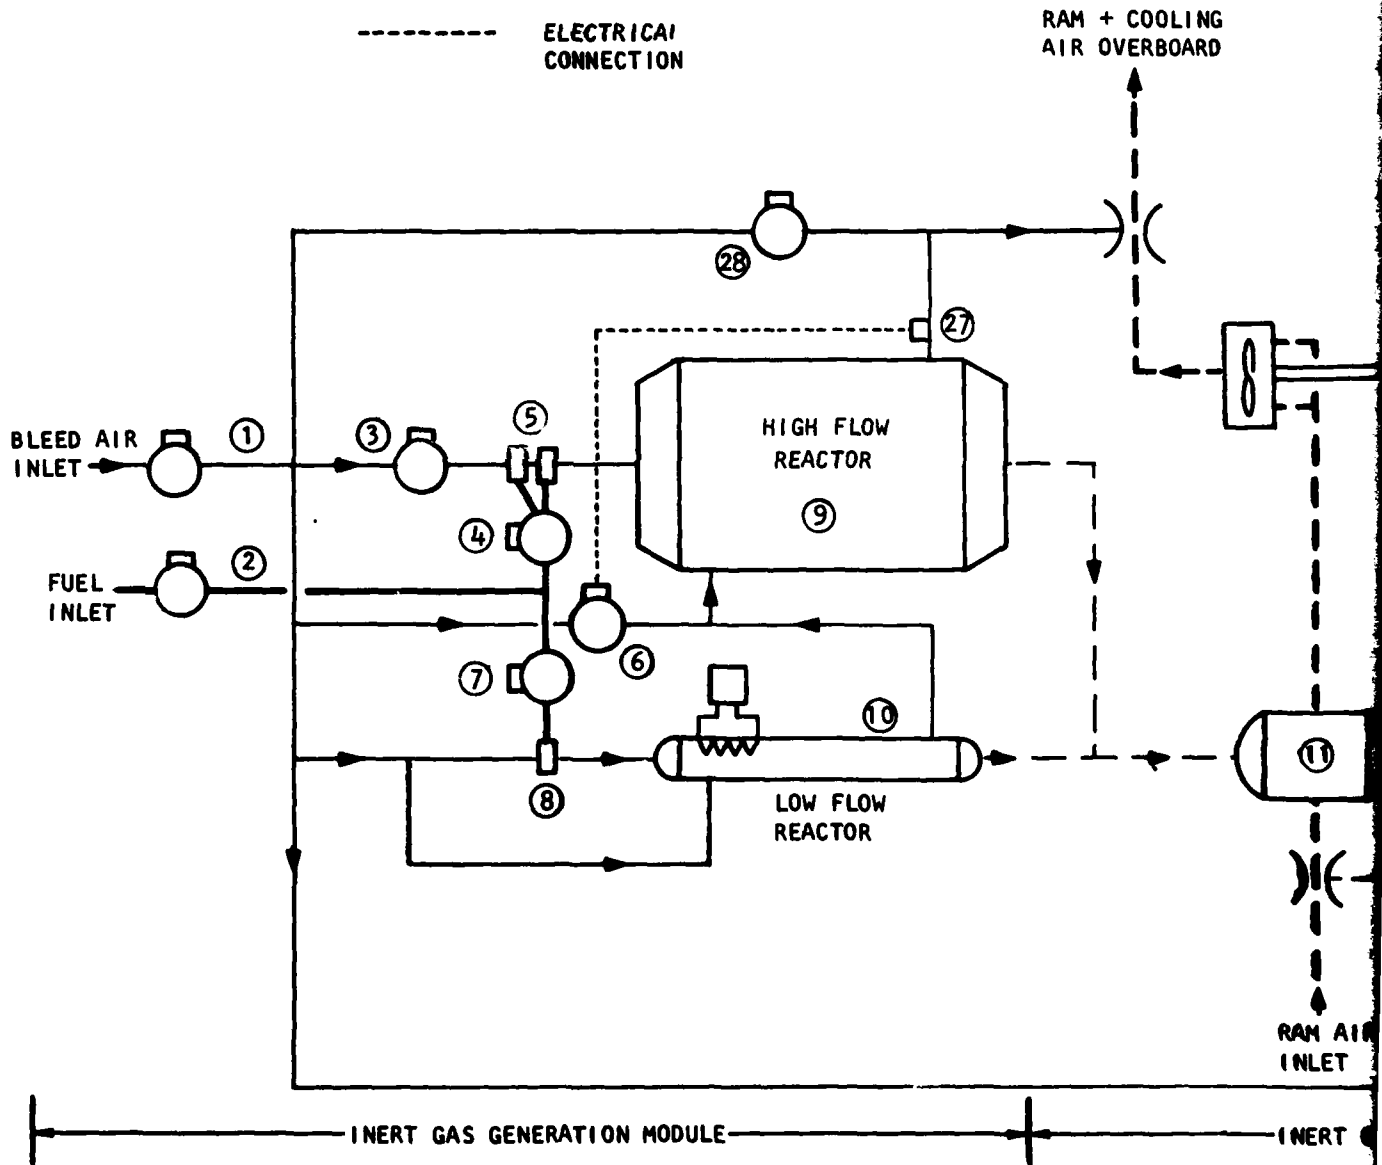 ELECTRICAl
CONNECTION
RAM + COOLING
AIR OVERBOARD
28
27
5
BLEED AIR
INLET
1
3
HIGH FLOW
REACTOR
9
4
FUEL
INLET
2
6
7
10
11
8
LOW FLOW
REACTOR
RAM AIR
INLET
INERT GAS GENERATION MODULE
INERT